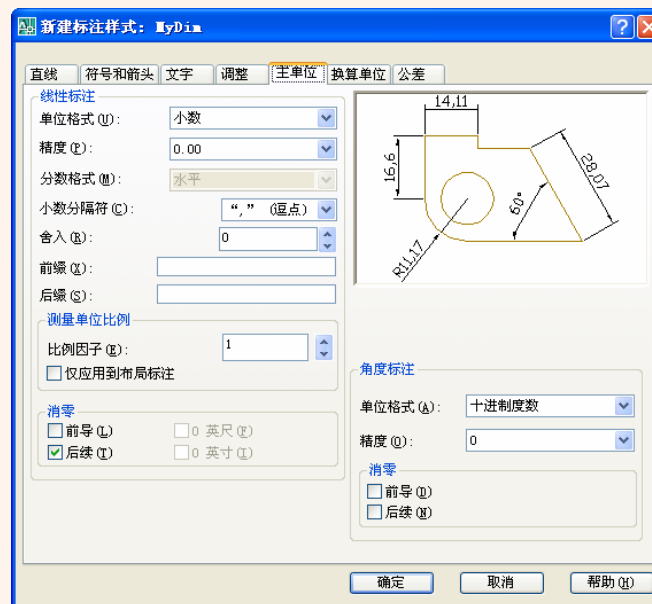 新建标注样式: MyDim
直线 符号和箭头 文字 调整 主单位 换算单位 公差
线性标注
单位格式(U): 小数
精度(P): 0.00
分数格式(M): 水平
小数分隔符(C): “,” (逗点)
舍入(R): 0
前缀(X):
后缀(S):
测量单位比例
比例因子(E): 1
仅应用到布局标注
消零
前导(L) 0 英尺(F)
后续(T) 0 英寸(I)
14,11
16,6
28,07
60°
R11,17
角度标注
单位格式(A): 十进制度数
精度(O): 0
消零
前导(D)
后续(N)
确定 取消 帮助(H)